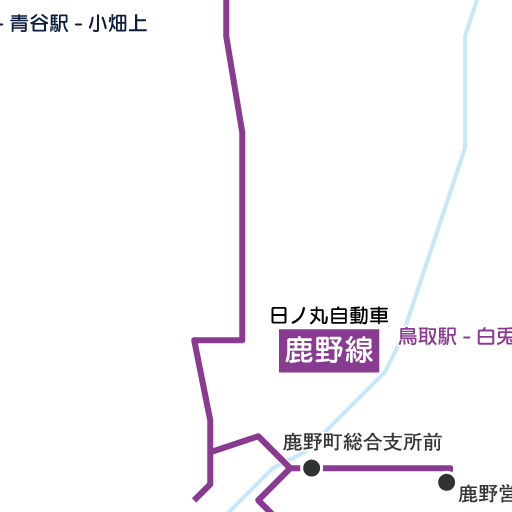 - 青谷駅 - 小畑上
日ノ丸自動車
鹿野線
鳥取駅 - 白兎
鹿野町総合支所前
鹿野営